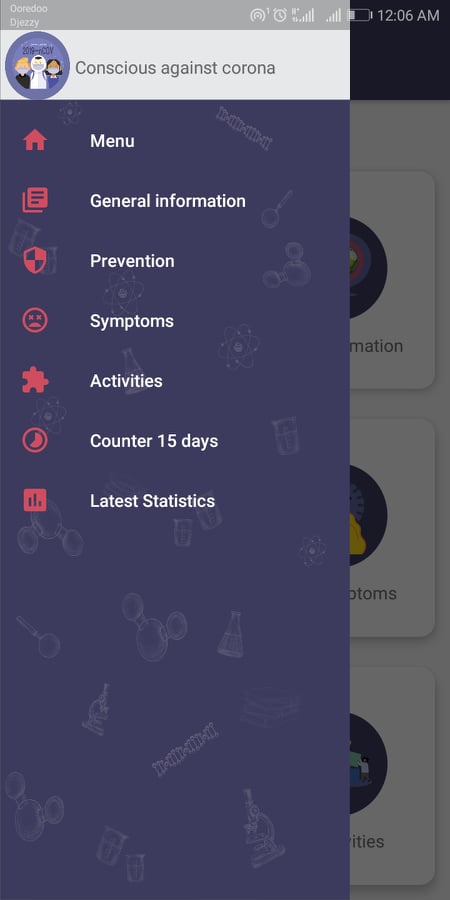 Ooredoo
Djezzy
12:06 AM
2019-nCOV
Conscious against corona
Menu
General information
Prevention
Symptoms
Activities
Counter 15 days
Latest Statistics
mation
ptoms
vities